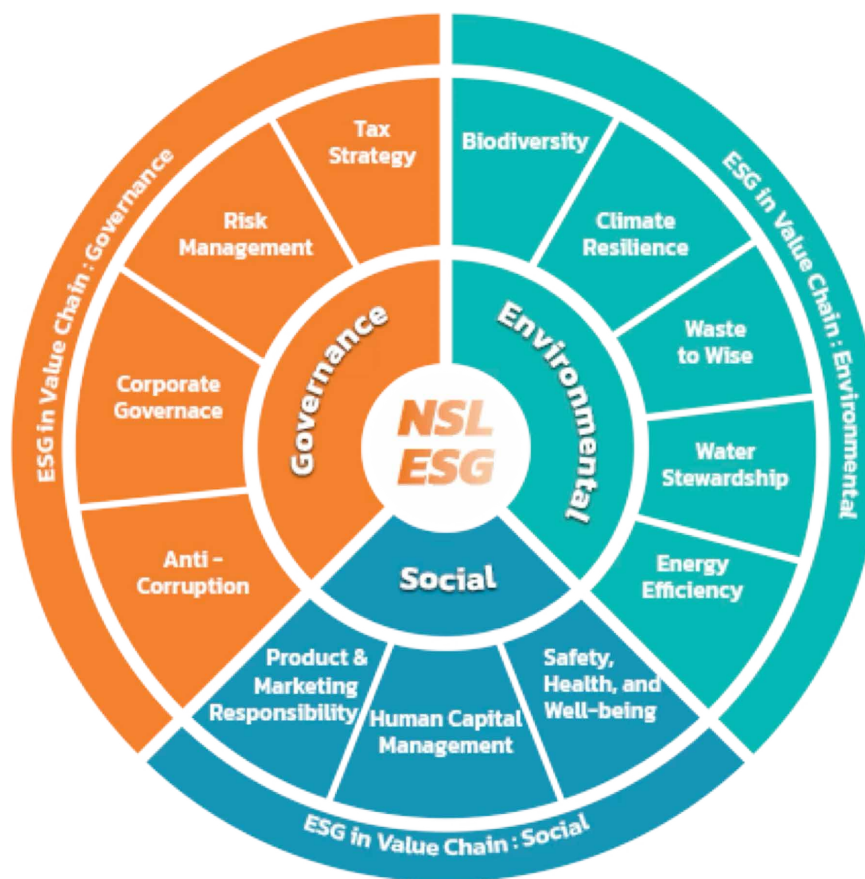 NSL
ESG
Governance
Environmental
Social
Tax
Strategy
Risk
Management
Corporate
Governace
Anti -
Corruption
Biodiversity
Climate
Resilience
Waste
to Wise
Water
Stewardship
Energy
Efficiency
Product &
Marketing
Responsibility
Human Capital
Management
Safety,
Health, and
Well-being
ESG in Value Chain : Governance
ESG in Value Chain : Environmental
ESG in Value Chain : Social